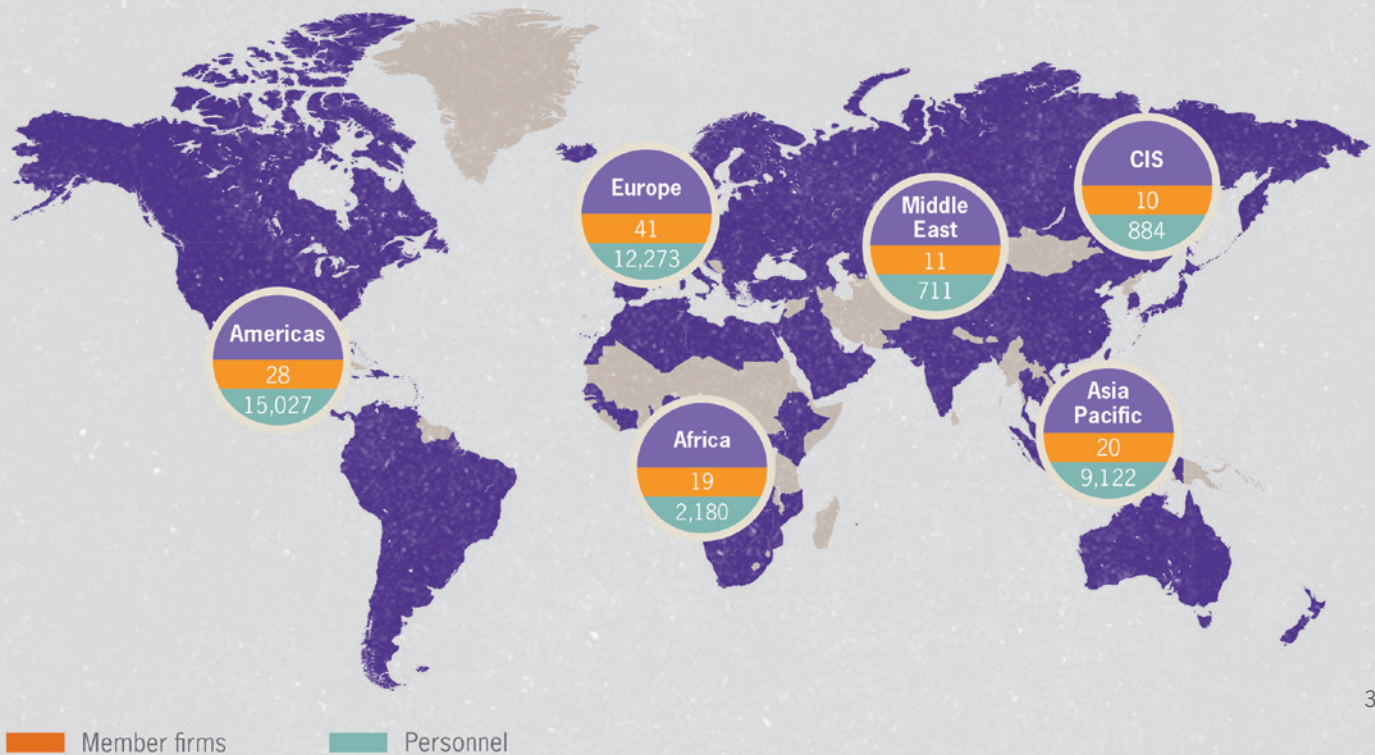 Europe
41
12,273
Middle
East
11
711
CIS
10
884
Americas
28
15,027
Africa
19
2,180
Asia
Pacific
20
9,122
3
Member firms
Personnel